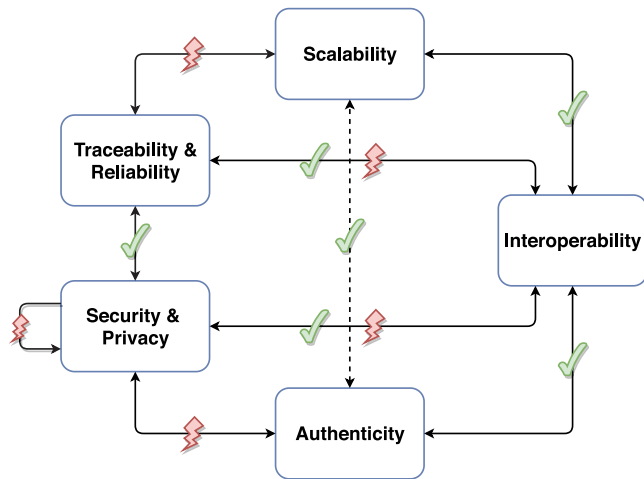 Scalability
Traceability &
Reliability
Interoperability
Security &
Privacy
Authenticity